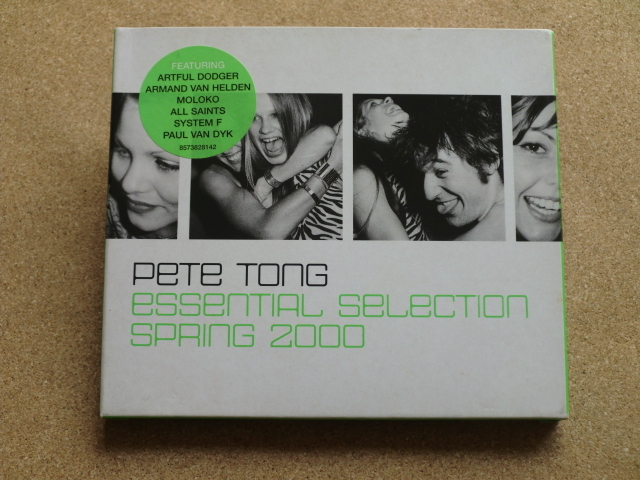 FEATURING
ARTFUL DODGER
ARMAND VAN HELDEN
MOLOKO
ALL SAINTS
SYSTEM F
PAUL VAN DYK
8573828142
PETE TONG
ESSENTIAL SELECTION
SPRING 2000